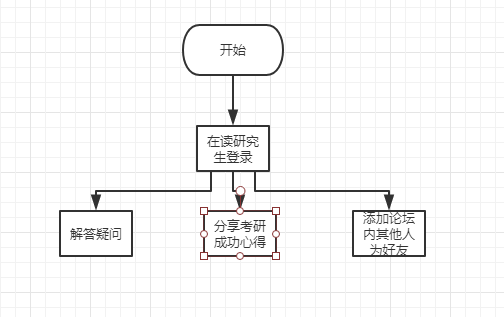 开始
在读研究
生登录
解答疑问
分享考研
成功心得
添加论坛
内其他人
为好友